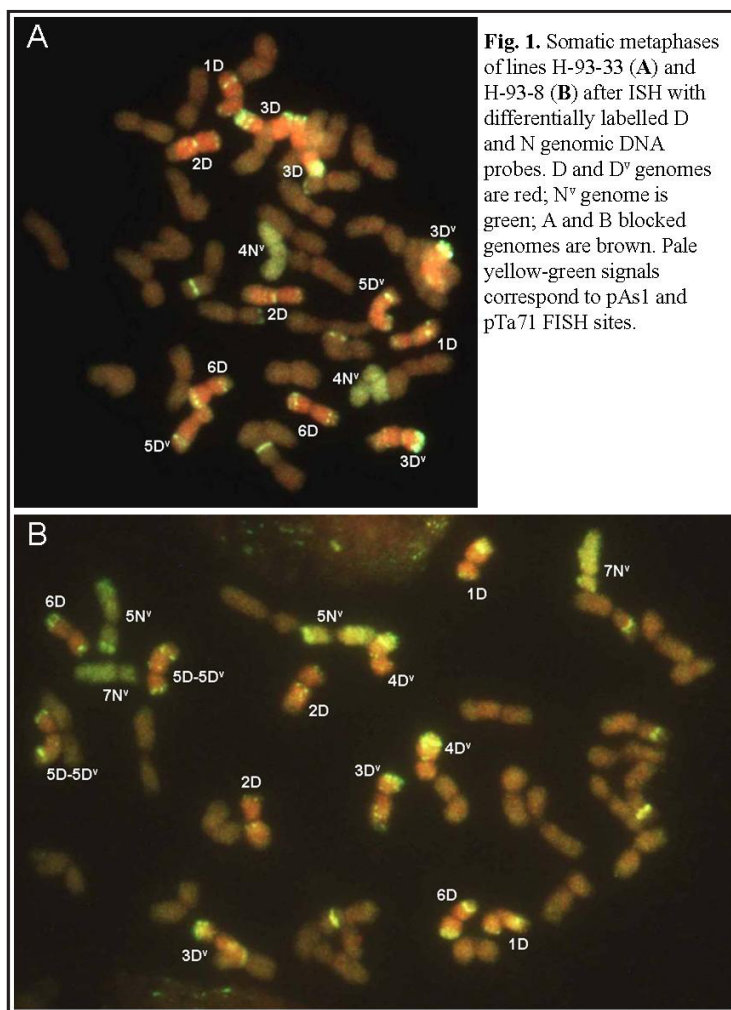 A
Fig. 1. Somatic metaphases
of lines H-93-33 (A) and
H-93-8 (B) after ISH with
differentially labelled D
and N genomic DNA
probes. D and Dᵛ genomes
are red; Nᵛ genome is
green; A and B blocked
genomes are brown. Pale
yellow-green signals
correspond to pAs1 and
pTa71 FISH sites.
1D
3D
2D
3D
3Dᵛ
4Nᵛ
5Dᵛ
2D
1D
6D
4Nᵛ
6D
5Dᵛ
3Dᵛ
B
7Nᵛ
1D
6D
5Nᵛ
5Nᵛ
7Nᵛ
5D-5Dᵛ
4Dᵛ
2D
4Dᵛ
5D-5Dᵛ
3Dᵛ
2D
6D
1D
3Dᵛ